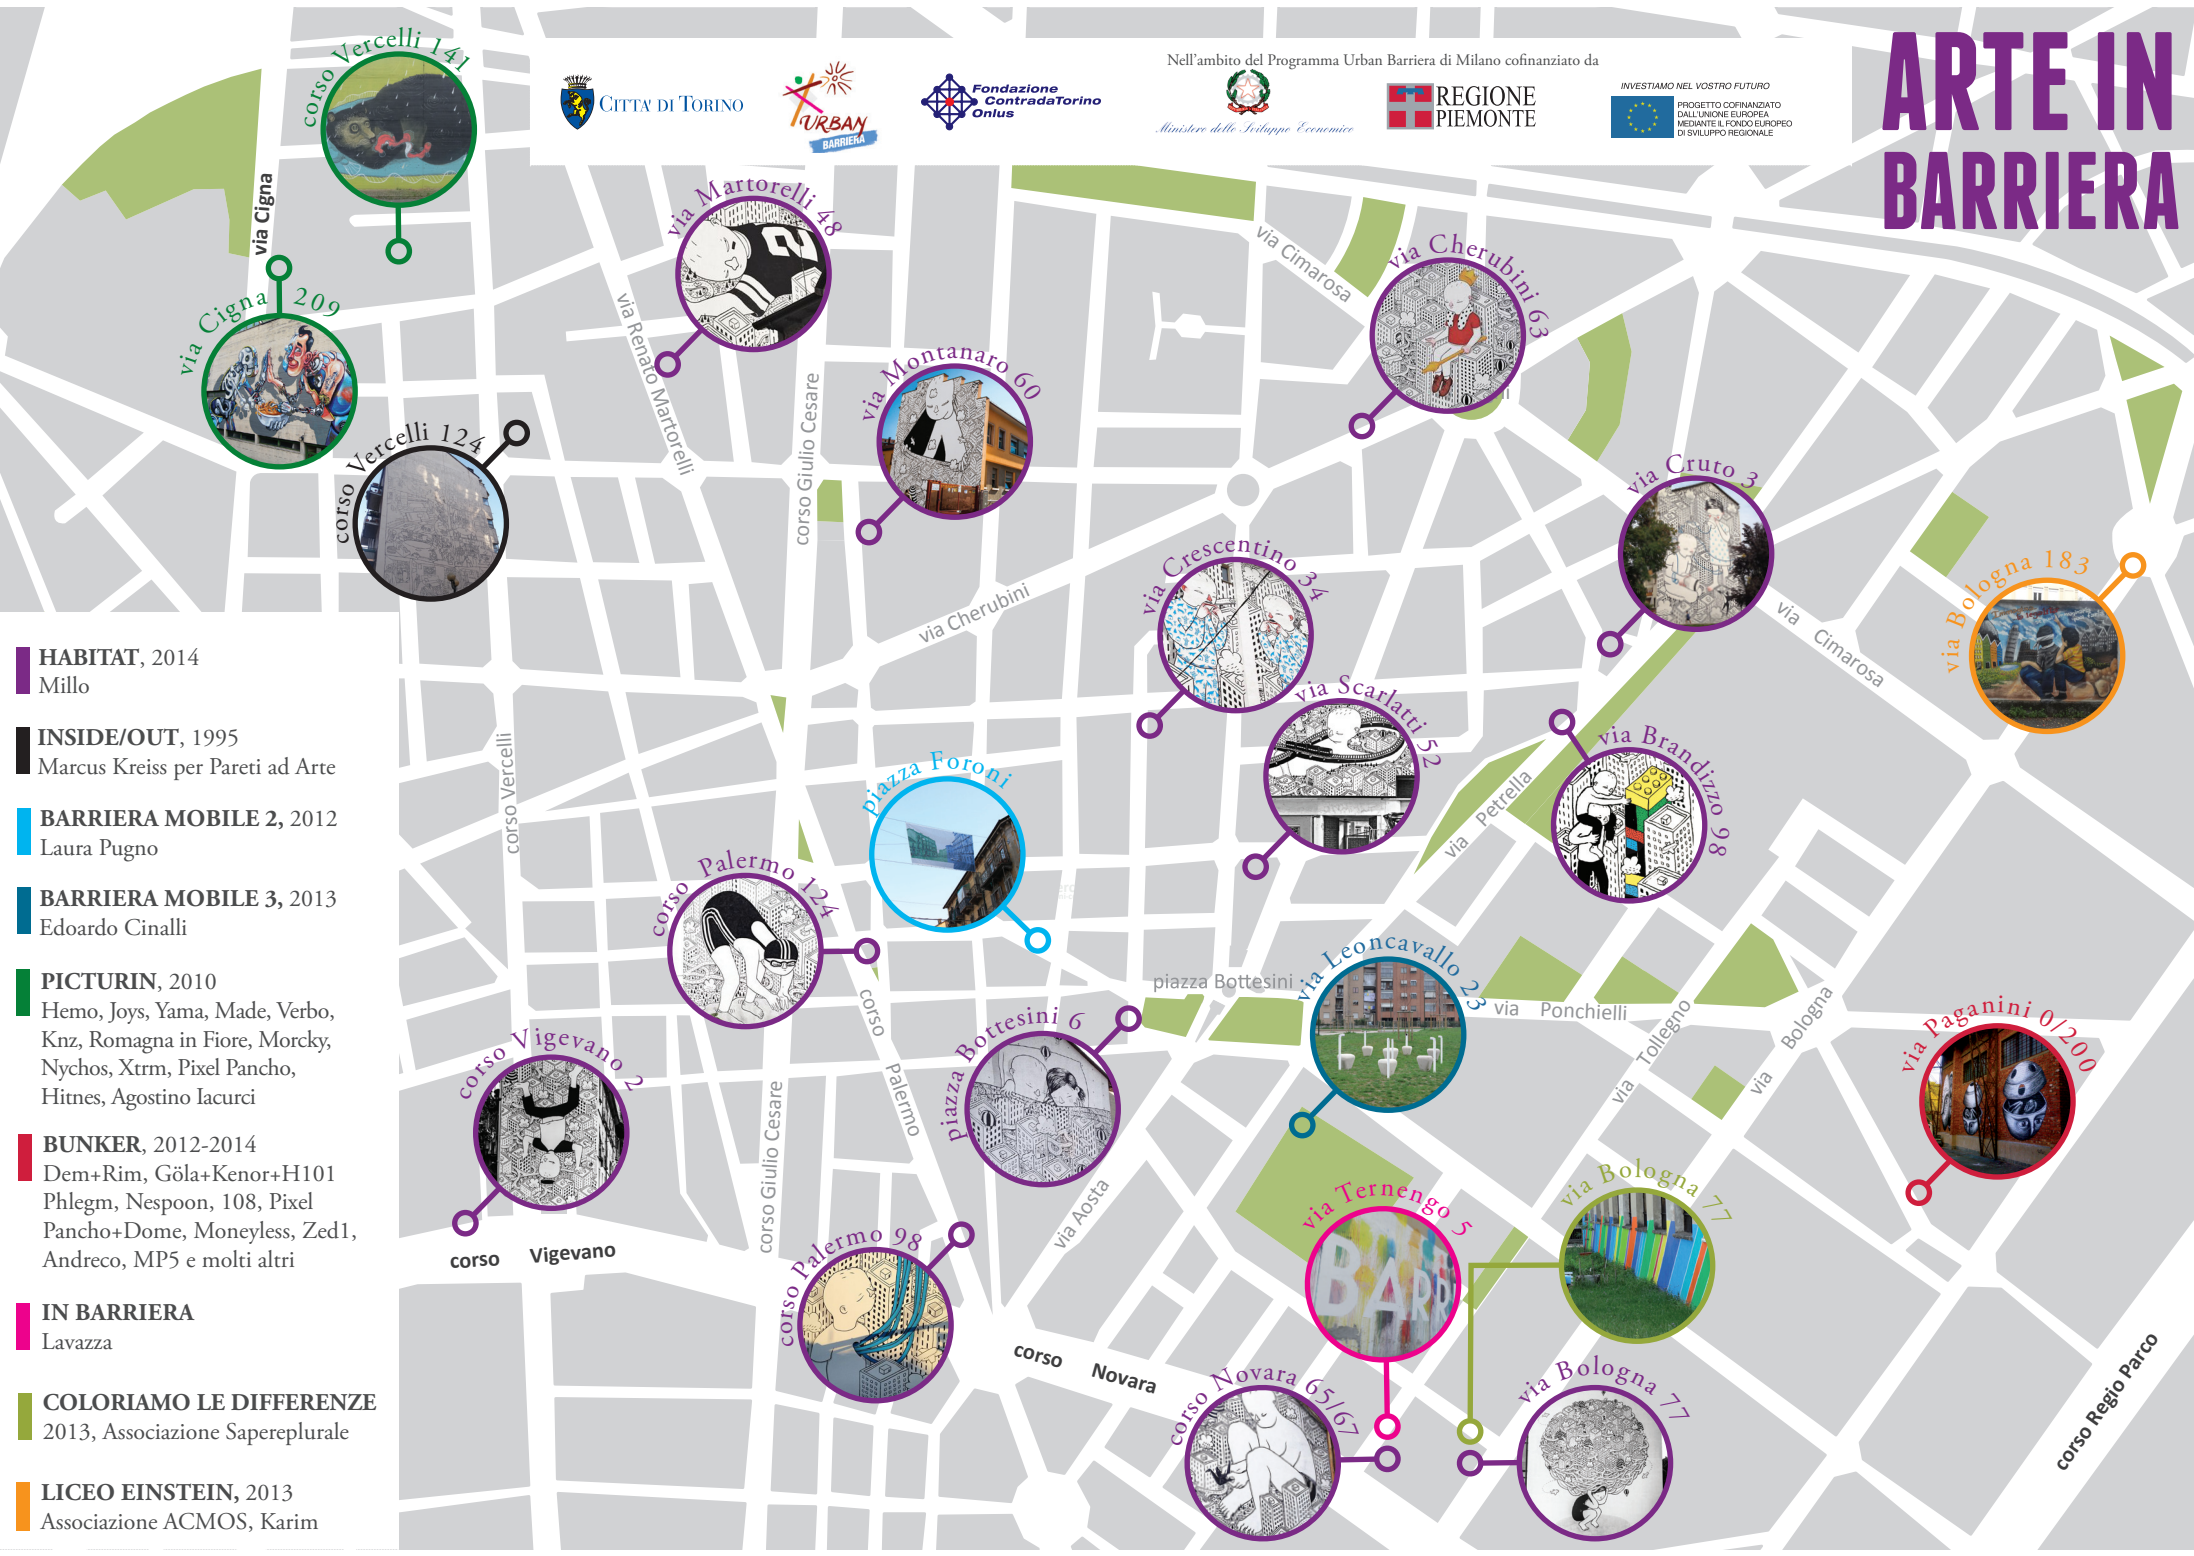 ARTE IN
BARRIERA
Nell'ambito del Programma Urban Barriera di Milano cofinanziato da
CITTA' DI TORINO
URBAN
BARRIERA
Fondazione
ContradaTorino
Onlus
Ministero dello Sviluppo Economico
REGIONE
PIEMONTE
INVESTIAMO NEL VOSTRO FUTURO
PROGETTO COFINANZIATO
DALL'UNIONE EUROPEA
MEDIANTE IL FONDO EUROPEO
DI SVILUPPO REGIONALE
corso Vercelli 141
via Cigna
via Cigna 209
corso Vercelli 124
via Martorelli 48
2
via Renato Martorelli
corso Giulio Cesare
via Montanaro 60
via Cimarosa
via Cherubini 63
via Cruto 3
via Bologna 183
via Cimarosa
via Cherubini
via Crescentino 34
via Scarlatti 52
via Petrella
via Brandizzo 98
corso Vercelli
piazza Foroni
corso Palermo 124
piazza Bottesini
via Leoncavallo 23
via Ponchielli
via Tollegno
via Bologna
via Paganini 0/200
corso Palermo
piazza Bottesini 6
corso Vigevano 2
corso Giulio Cesare
via Aosta
corso Vigevano
corso Palermo 98
via Ternengo 5
BARR
via Bologna 77
corso Novara
corso Novara 65/67
via Bologna 77
corso Regio Parco
HABITAT, 2014
Millo
INSIDE/OUT, 1995
Marcus Kreiss per Pareti ad Arte
BARRIERA MOBILE 2, 2012
Laura Pugno
BARRIERA MOBILE 3, 2013
Edoardo Cinalli
PICTURIN, 2010
Hemo, Joys, Yama, Made, Verbo,
Knz, Romagna in Fiore, Morcky,
Nychos, Xtrm, Pixel Pancho,
Hitnes, Agostino Iacurci
BUNKER, 2012-2014
Dem+Rim, Göla+Kenor+H101
Phlegm, Nespoon, 108, Pixel
Pancho+Dome, Moneyless, Zed1,
Andreco, MP5 e molti altri
IN BARRIERA
Lavazza
COLORIAMO LE DIFFERENZE
2013, Associazione Sapereplurale
LICEO EINSTEIN, 2013
Associazione ACMOS, Karim